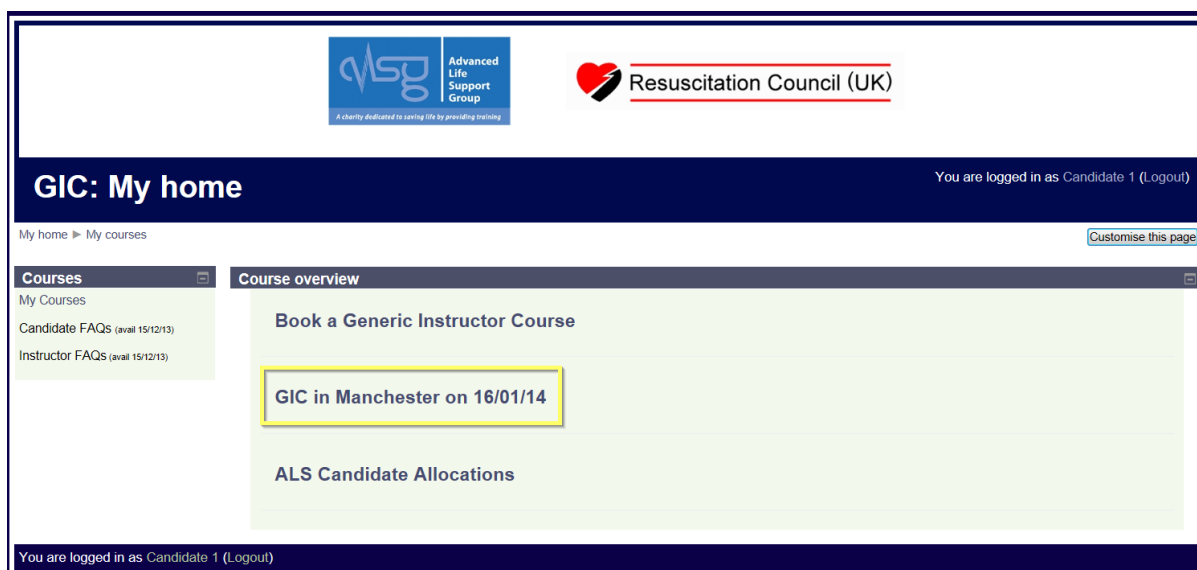 alsg
Advanced
Life
Support
Group
A charity dedicated to saving life by providing training
Resuscitation Council (UK)
GIC: My home
You are logged in as Candidate 1 (Logout)
My home ► My courses
Customise this page
Courses
My Courses
Candidate FAQs (avail 15/12/13)
Instructor FAQs (avail 15/12/13)
Course overview
Book a Generic Instructor Course
GIC in Manchester on 16/01/14
ALS Candidate Allocations
You are logged in as Candidate 1 (Logout)